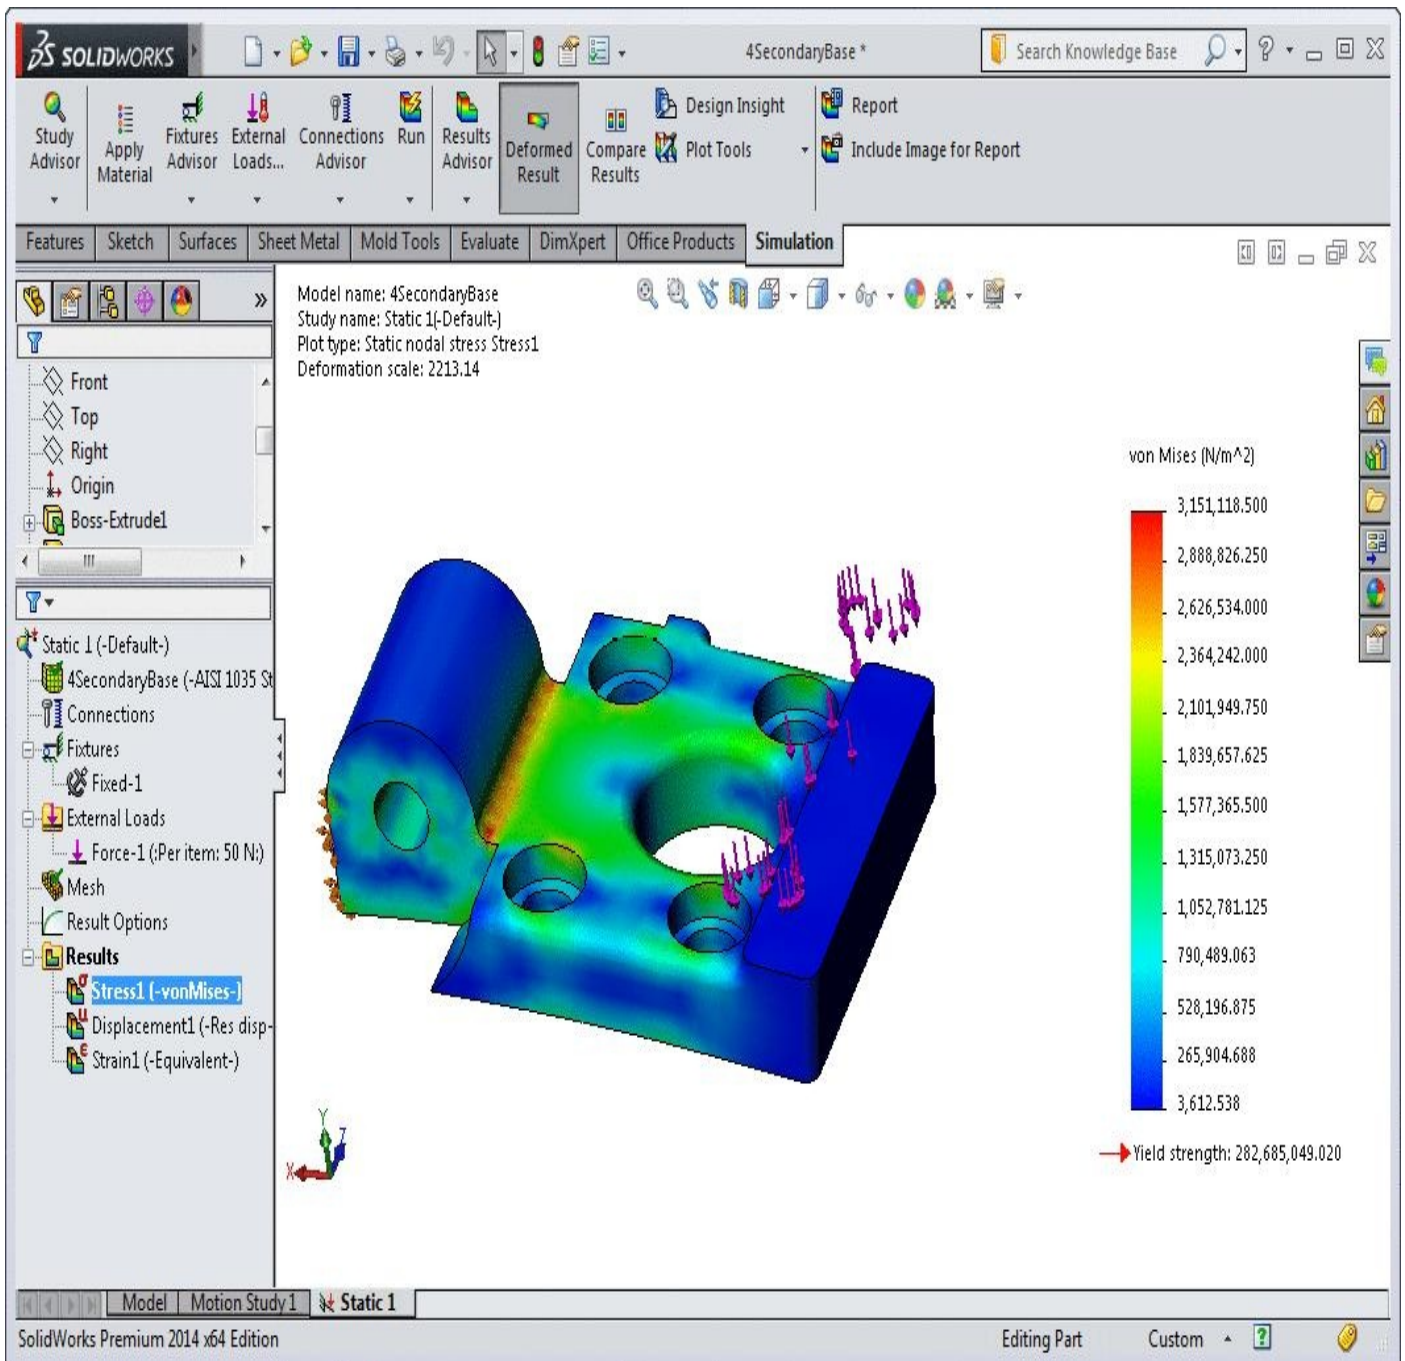 SOLIDWORKS
4SecondaryBase *
Search Knowledge Base
Study Advisor
Apply Material
Fixtures Advisor
External Loads...
Connections Advisor
Run
Results Advisor
Deformed Result
Compare Results
Design Insight
Plot Tools
Report
Include Image for Report
Features Sketch Surfaces Sheet Metal Mold Tools Evaluate DimXpert Office Products Simulation
Model name: 4SecondaryBase
Study name: Static 1(-Default-)
Plot type: Static nodal stress Stress1
Deformation scale: 2213.14
Front
Top
Right
Origin
Boss-Extrude1
Static 1 (-Default-)
4SecondaryBase (-AISI 1035 St
Connections
Fixtures
Fixed-1
External Loads
Force-1 (:Per item: 50 N:)
Mesh
Result Options
Results
Stress1 (-vonMises-)
Displacement1 (-Res disp-
Strain1 (-Equivalent-)
von Mises (N/m^2)
3,151,118.500
2,888,826.250
2,626,534.000
2,364,242.000
2,101,949.750
1,839,657.625
1,577,365.500
1,315,073.250
1,052,781.125
790,489.063
528,196.875
265,904.688
3,612.538
Yield strength: 282,685,049.020
Y
Z
X
Model Motion Study 1 Static 1
SolidWorks Premium 2014 x64 Edition
Editing Part Custom